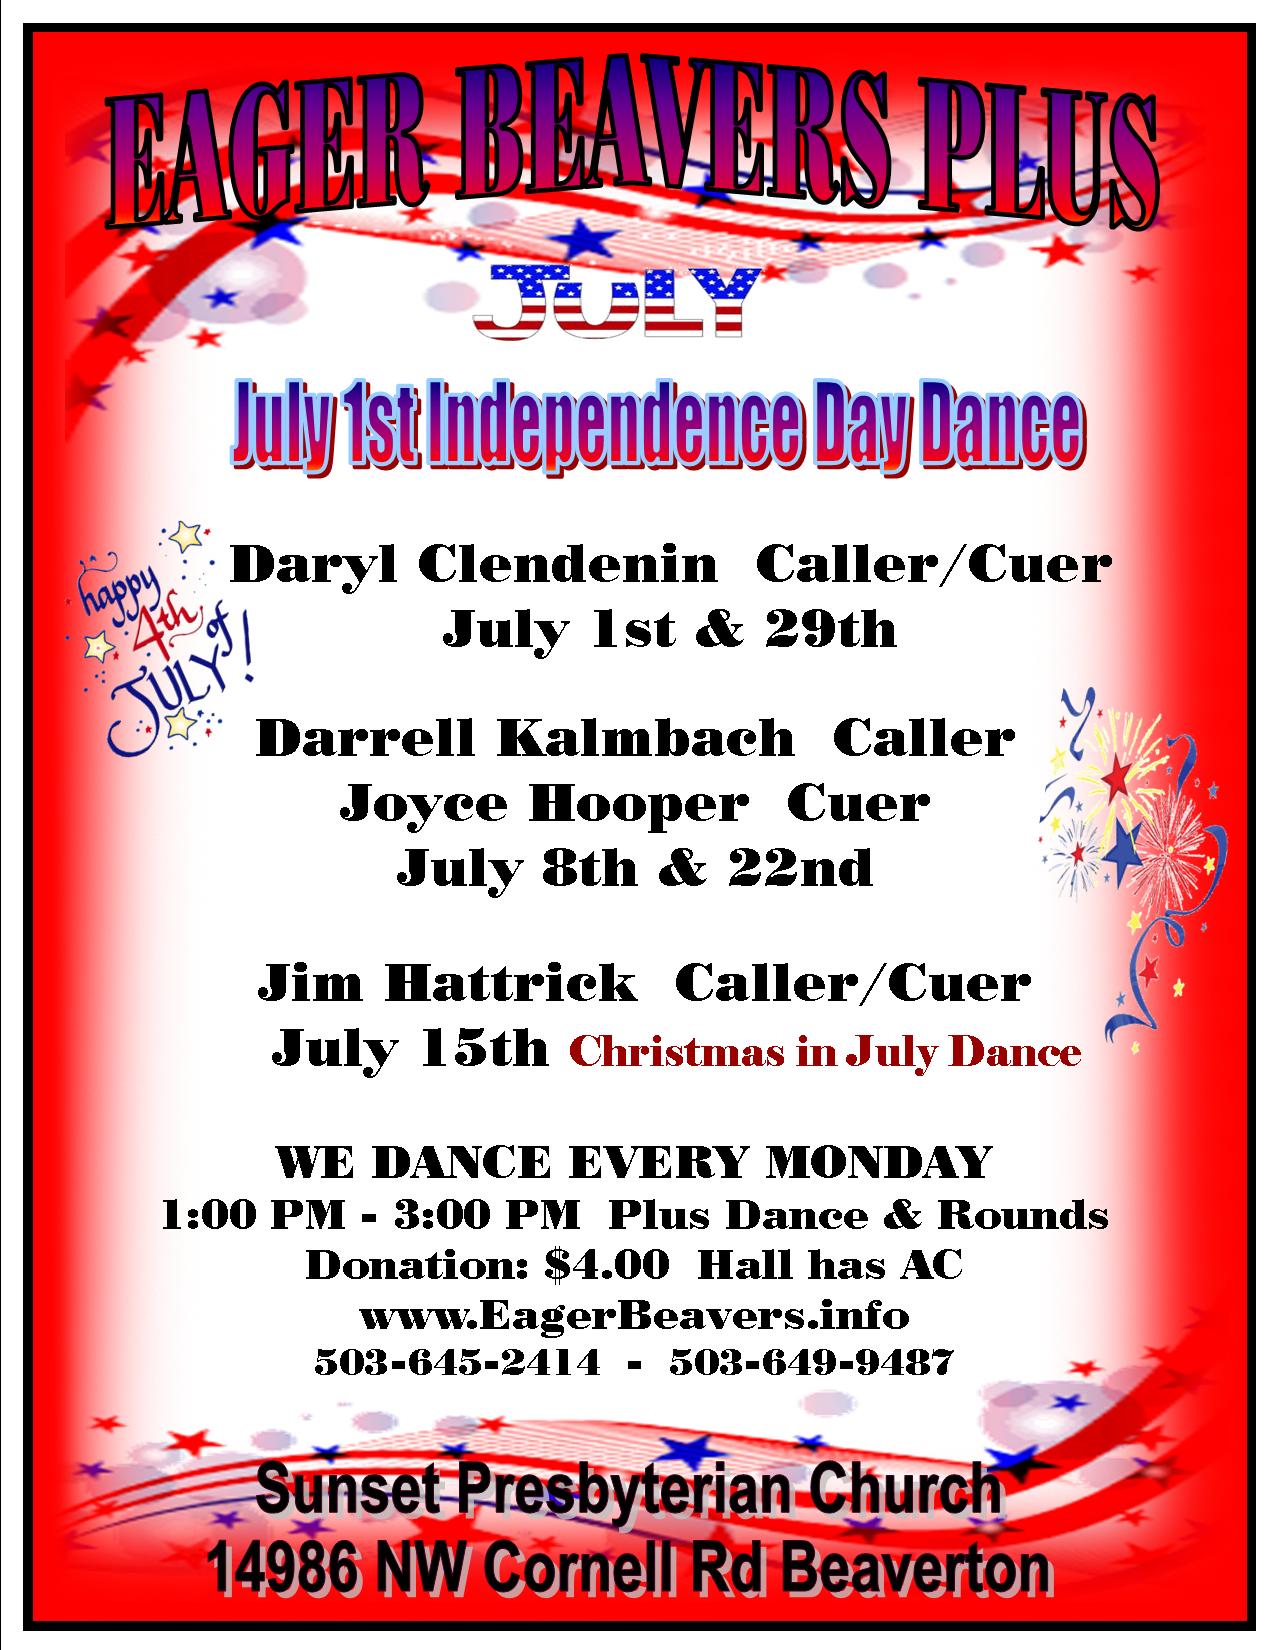 EAGER BEAVERS PLUS
JULY
July 1st Independence Day Dance
happy
4th
of
JULY!
Daryl Clendenin  Caller/Cuer
July 1st & 29th
Darrell Kalmbach  Caller
Joyce Hooper  Cuer
July 8th & 22nd
Jim Hattrick  Caller/Cuer
July 15th Christmas in July Dance
WE DANCE EVERY MONDAY
1:00 PM - 3:00 PM  Plus Dance & Rounds
Donation: $4.00  Hall has AC
www.EagerBeavers.info
503-645-2414  -  503-649-9487
Sunset Presbyterian Church
14986 NW Cornell Rd Beaverton